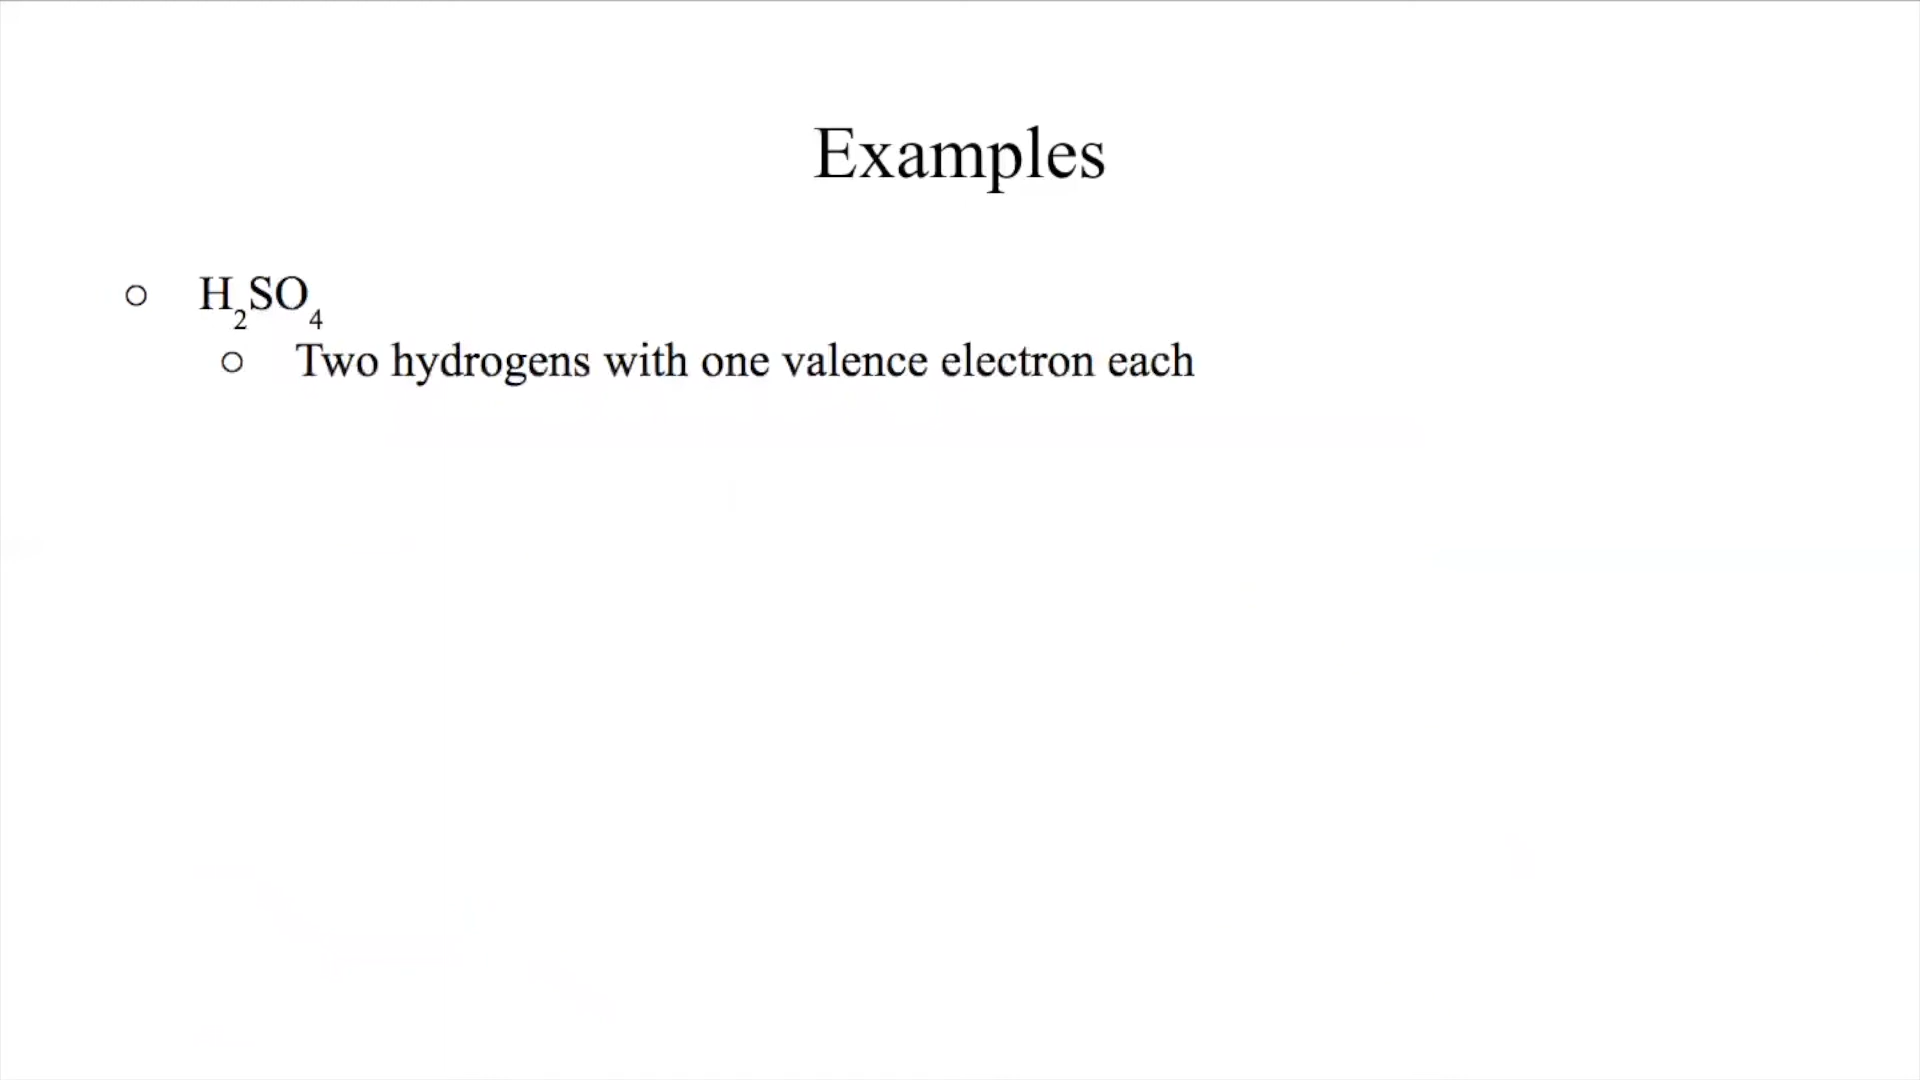 Examples
○ H₂SO₄
○ Two hydrogens with one valence electron each